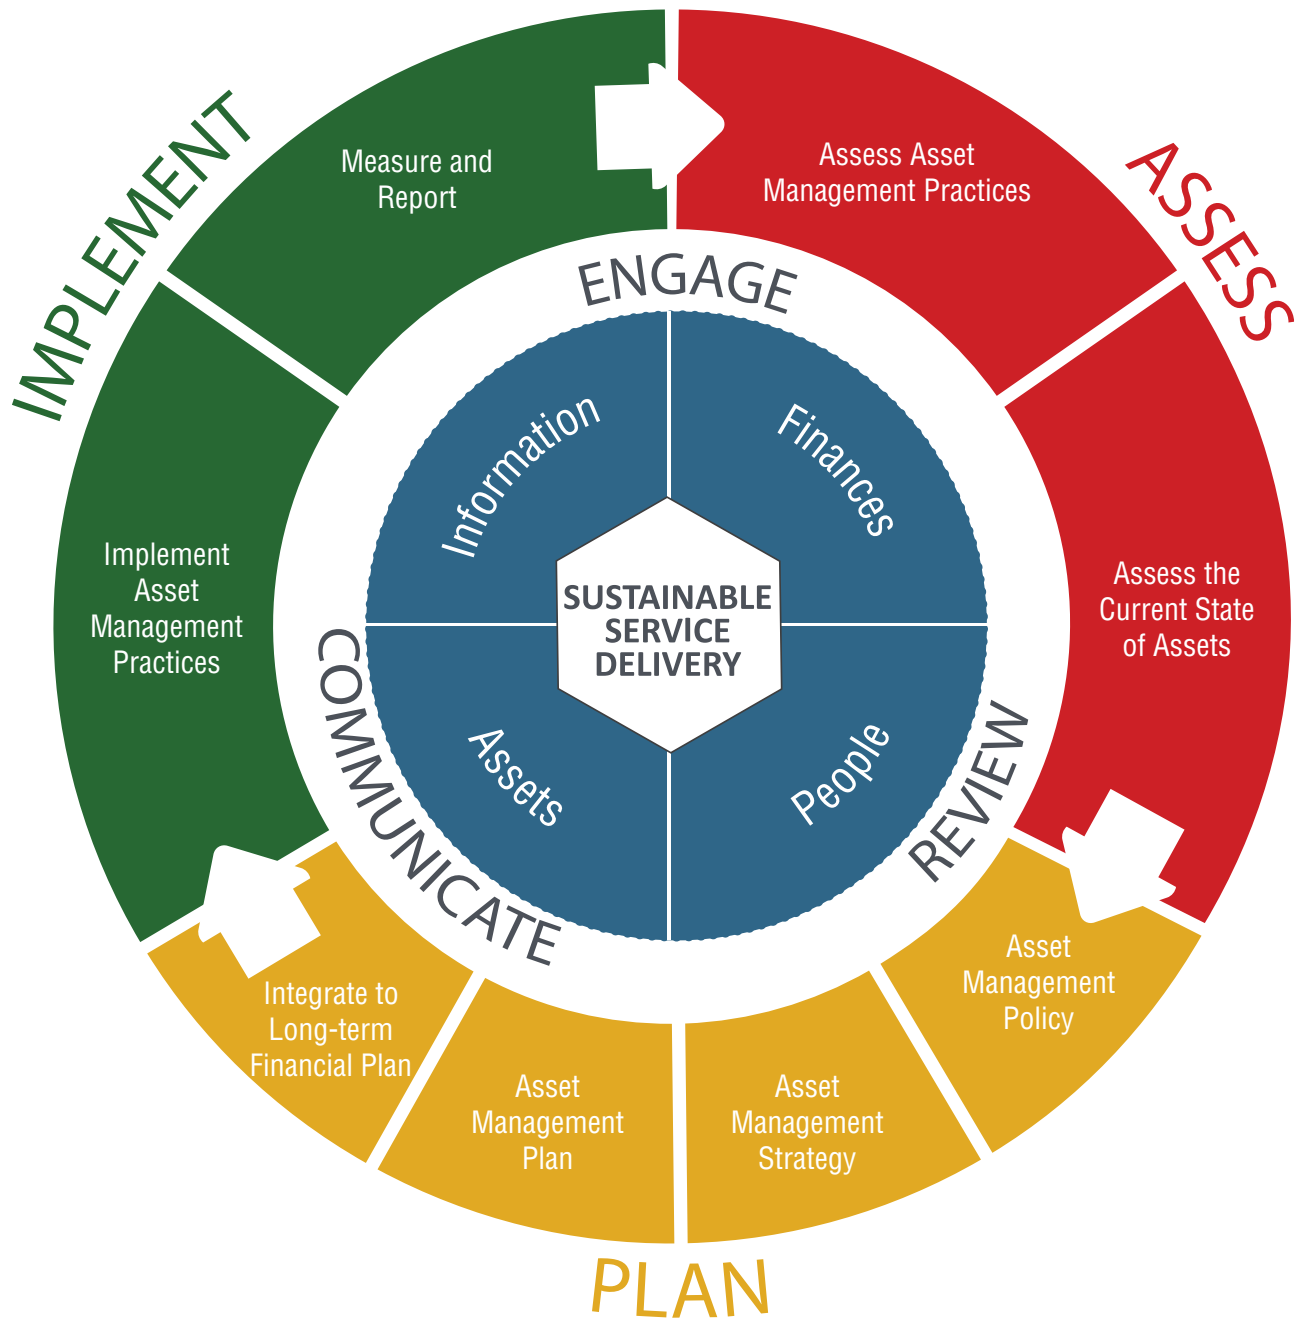 IMPLEMENT
ASSESS
PLAN
Measure and
Report
Assess Asset
Management Practices
Assess the
Current State
of Assets
Asset
Management
Policy
Asset
Management
Strategy
Asset
Management
Plan
Integrate to
Long-term
Financial Plan
Implement
Asset
Management
Practices
ENGAGE
REVIEW
COMMUNICATE
Information
Finances
People
Assets
SUSTAINABLE
SERVICE
DELIVERY